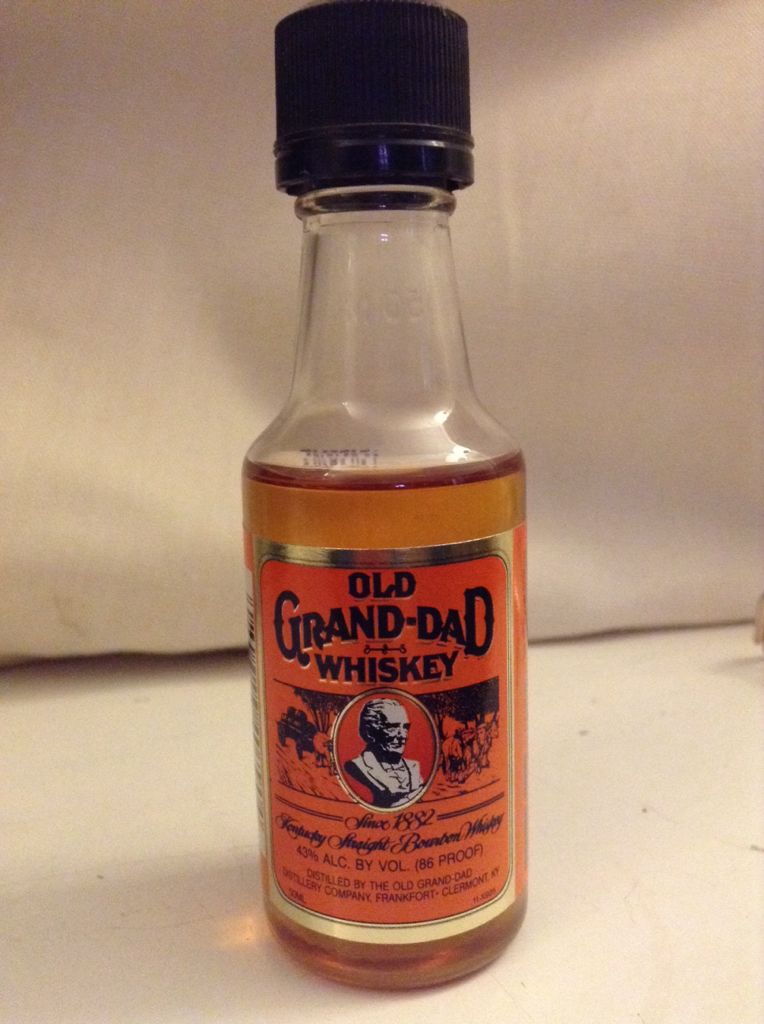 OLD
GRAND-DAD
WHISKEY
Since 1882
Kentucky Straight Bourbon Whiskey
43% ALC. BY VOL. (86 PROOF)
DISTILLED BY THE OLD GRAND-DAD
DISTILLERY COMPANY, FRANKFORT- CLERMONT, KY
50ML